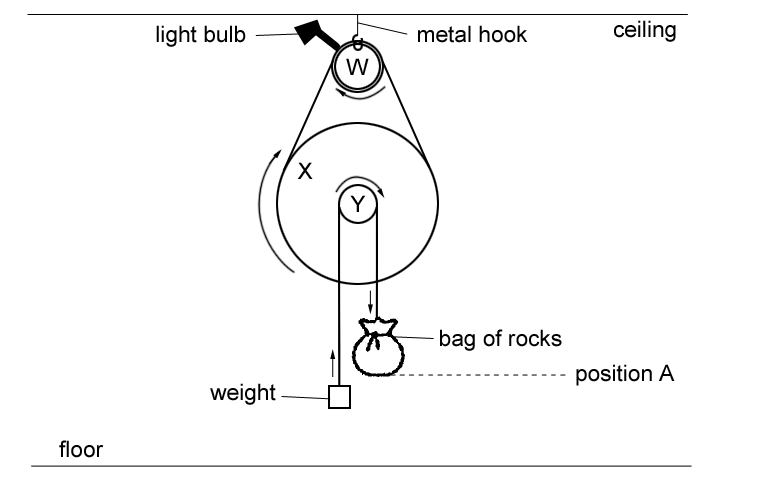 light bulb
metal hook
ceiling
W
X
Y
bag of rocks
position A
weight
floor